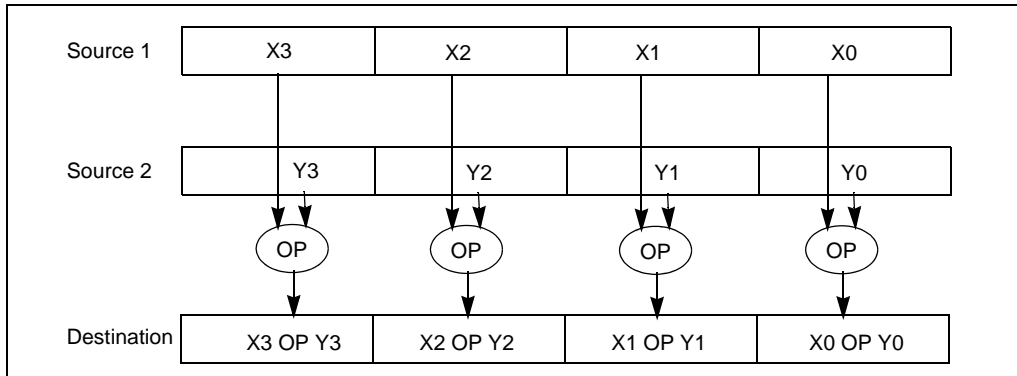 Source 1 X3 X2 X1 X0
Source 2 Y3 Y2 Y1 Y0
OP OP OP OP
Destination X3 OP Y3 X2 OP Y2 X1 OP Y1 X0 OP Y0